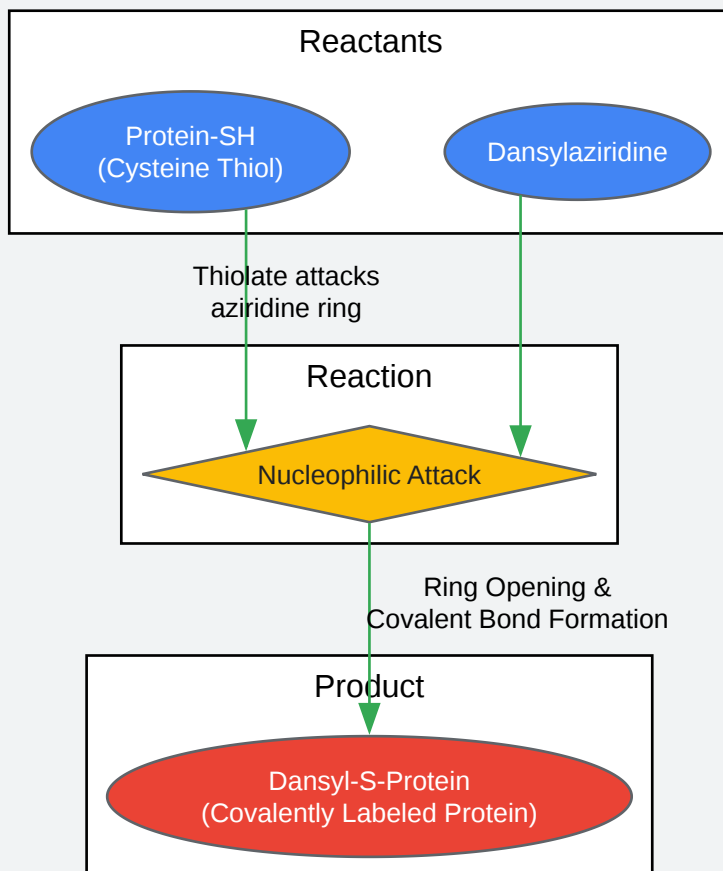 Reactants
Protein-SH
(Cysteine Thiol)
Dansylaziridine
Thiolate attacks
aziridine ring
Reaction
Nucleophilic Attack
Ring Opening &
Covalent Bond Formation
Product
Dansyl-S-Protein
(Covalently Labeled Protein)